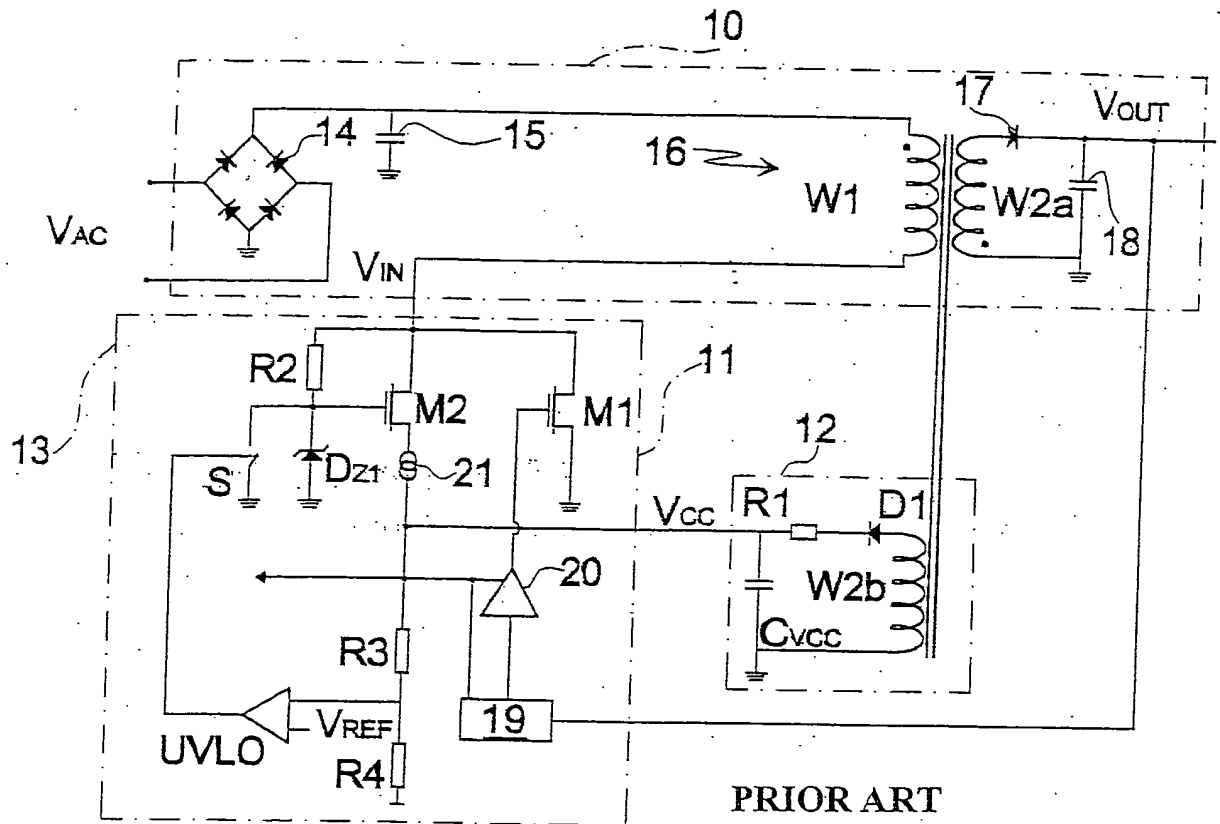 10
17
VOUT
14
15
16
W1
W2a
18
VAC
VIN
11
R2
M2
M1
13
12
S
DZ1
21
VCC
R1
D1
20
W2b
CVCC
R3
19
VREF
UVLO
R4
PRIOR ART